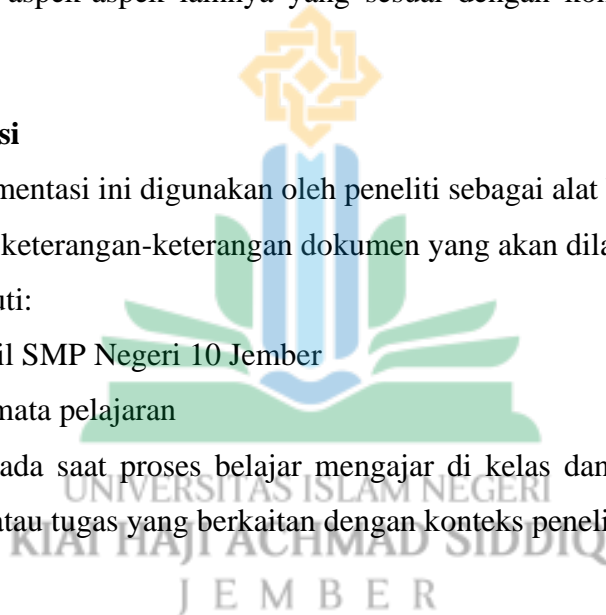 aspek-aspek lainnya yang sesuai dengan kon
si
mentasi ini digunakan oleh peneliti sebagai alat
keterangan-keterangan dokumen yang akan dila
uti:
il SMP Negeri 10 Jember
mata pelajaran
ada saat proses belajar mengajar di kelas dan
UNIVERSITAS ISLAM NEGERI
atau tugas yang berkaitan dengan konteks peneli
KIAI HAJI ACHMAD SIDDIQ
JEMBER